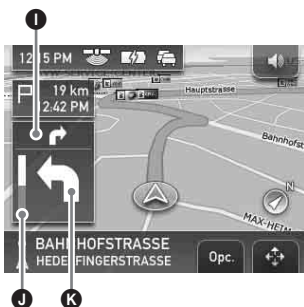 I
12:15 PM
19 km
12:42 PM
Hauptstrasse
Bahnhofst
N
MAX-HEIM
BAHNHOFSTRASSE
HEDELFINGERSTRASSE
Opc.
J K